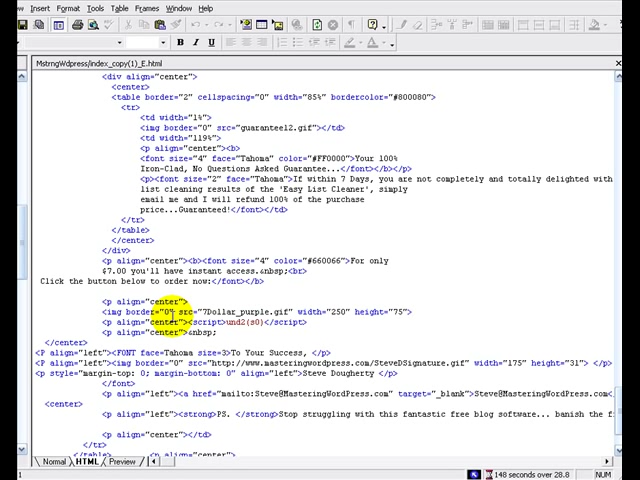 ow Insert Format Tools Table Frames Window Help
B I U
MstrngWdpress/index_copy(1)_E.html
<div align="center">
<center>
<table border="2" cellspacing="0" width="85%" bordercolor="#800080">
<tr>
<td width="1%">
<img border="0" src="guarantee12.gif"></td>
<td width="119%">
<p align="center"><b>
<font size="4" face="Tahoma" color="#FF0000">Your 100%
Iron-Clad, No Questions Asked Guarantee...</font></b></p>
<p><font size="2" face="Tahoma">If within 7 Days, you are not completely and totally delighted with
list cleaning results of the 'Easy List Cleaner', simply
email me and I will refund 100% of the purchase
price...Guaranteed!</font></td>
</tr>
</table>
</center>
</div>
<p align="center"><b><font size="4" color="#660066">For only
$7.00 you'll have instant access.&nbsp;<br>
Click the button below to order now:</font></b>
<p align="center">
<img border="0" src="7Dollar_purple.gif" width="250" height="75">
<p align="center"><script>und2(s0)</script>
<p align="center">&nbsp;
</center>
<P align="left"><FONT face=Tahoma size=3>To Your Success, </p>
<P align="left"><img border="0" src="http://www.masteringwordpress.com/SteveDSignature.gif" width="175" height="31"> </p>
<p style="margin-top: 0; margin-bottom: 0" align="left">Steve Dougherty </p>
</font>
<p align="left"><a href="mailto:Steve@MasteringWordPress.com" target="_blank">Steve@MasteringWordPress.com</
<center>
<p align="left"><strong>PS. </strong>Stop struggling with this fantastic free blog software... banish the f
<p align="center"></td>
</tr>
</table> <p align="center">
Normal HTML Preview
1 148 seconds over 28.8 NUM